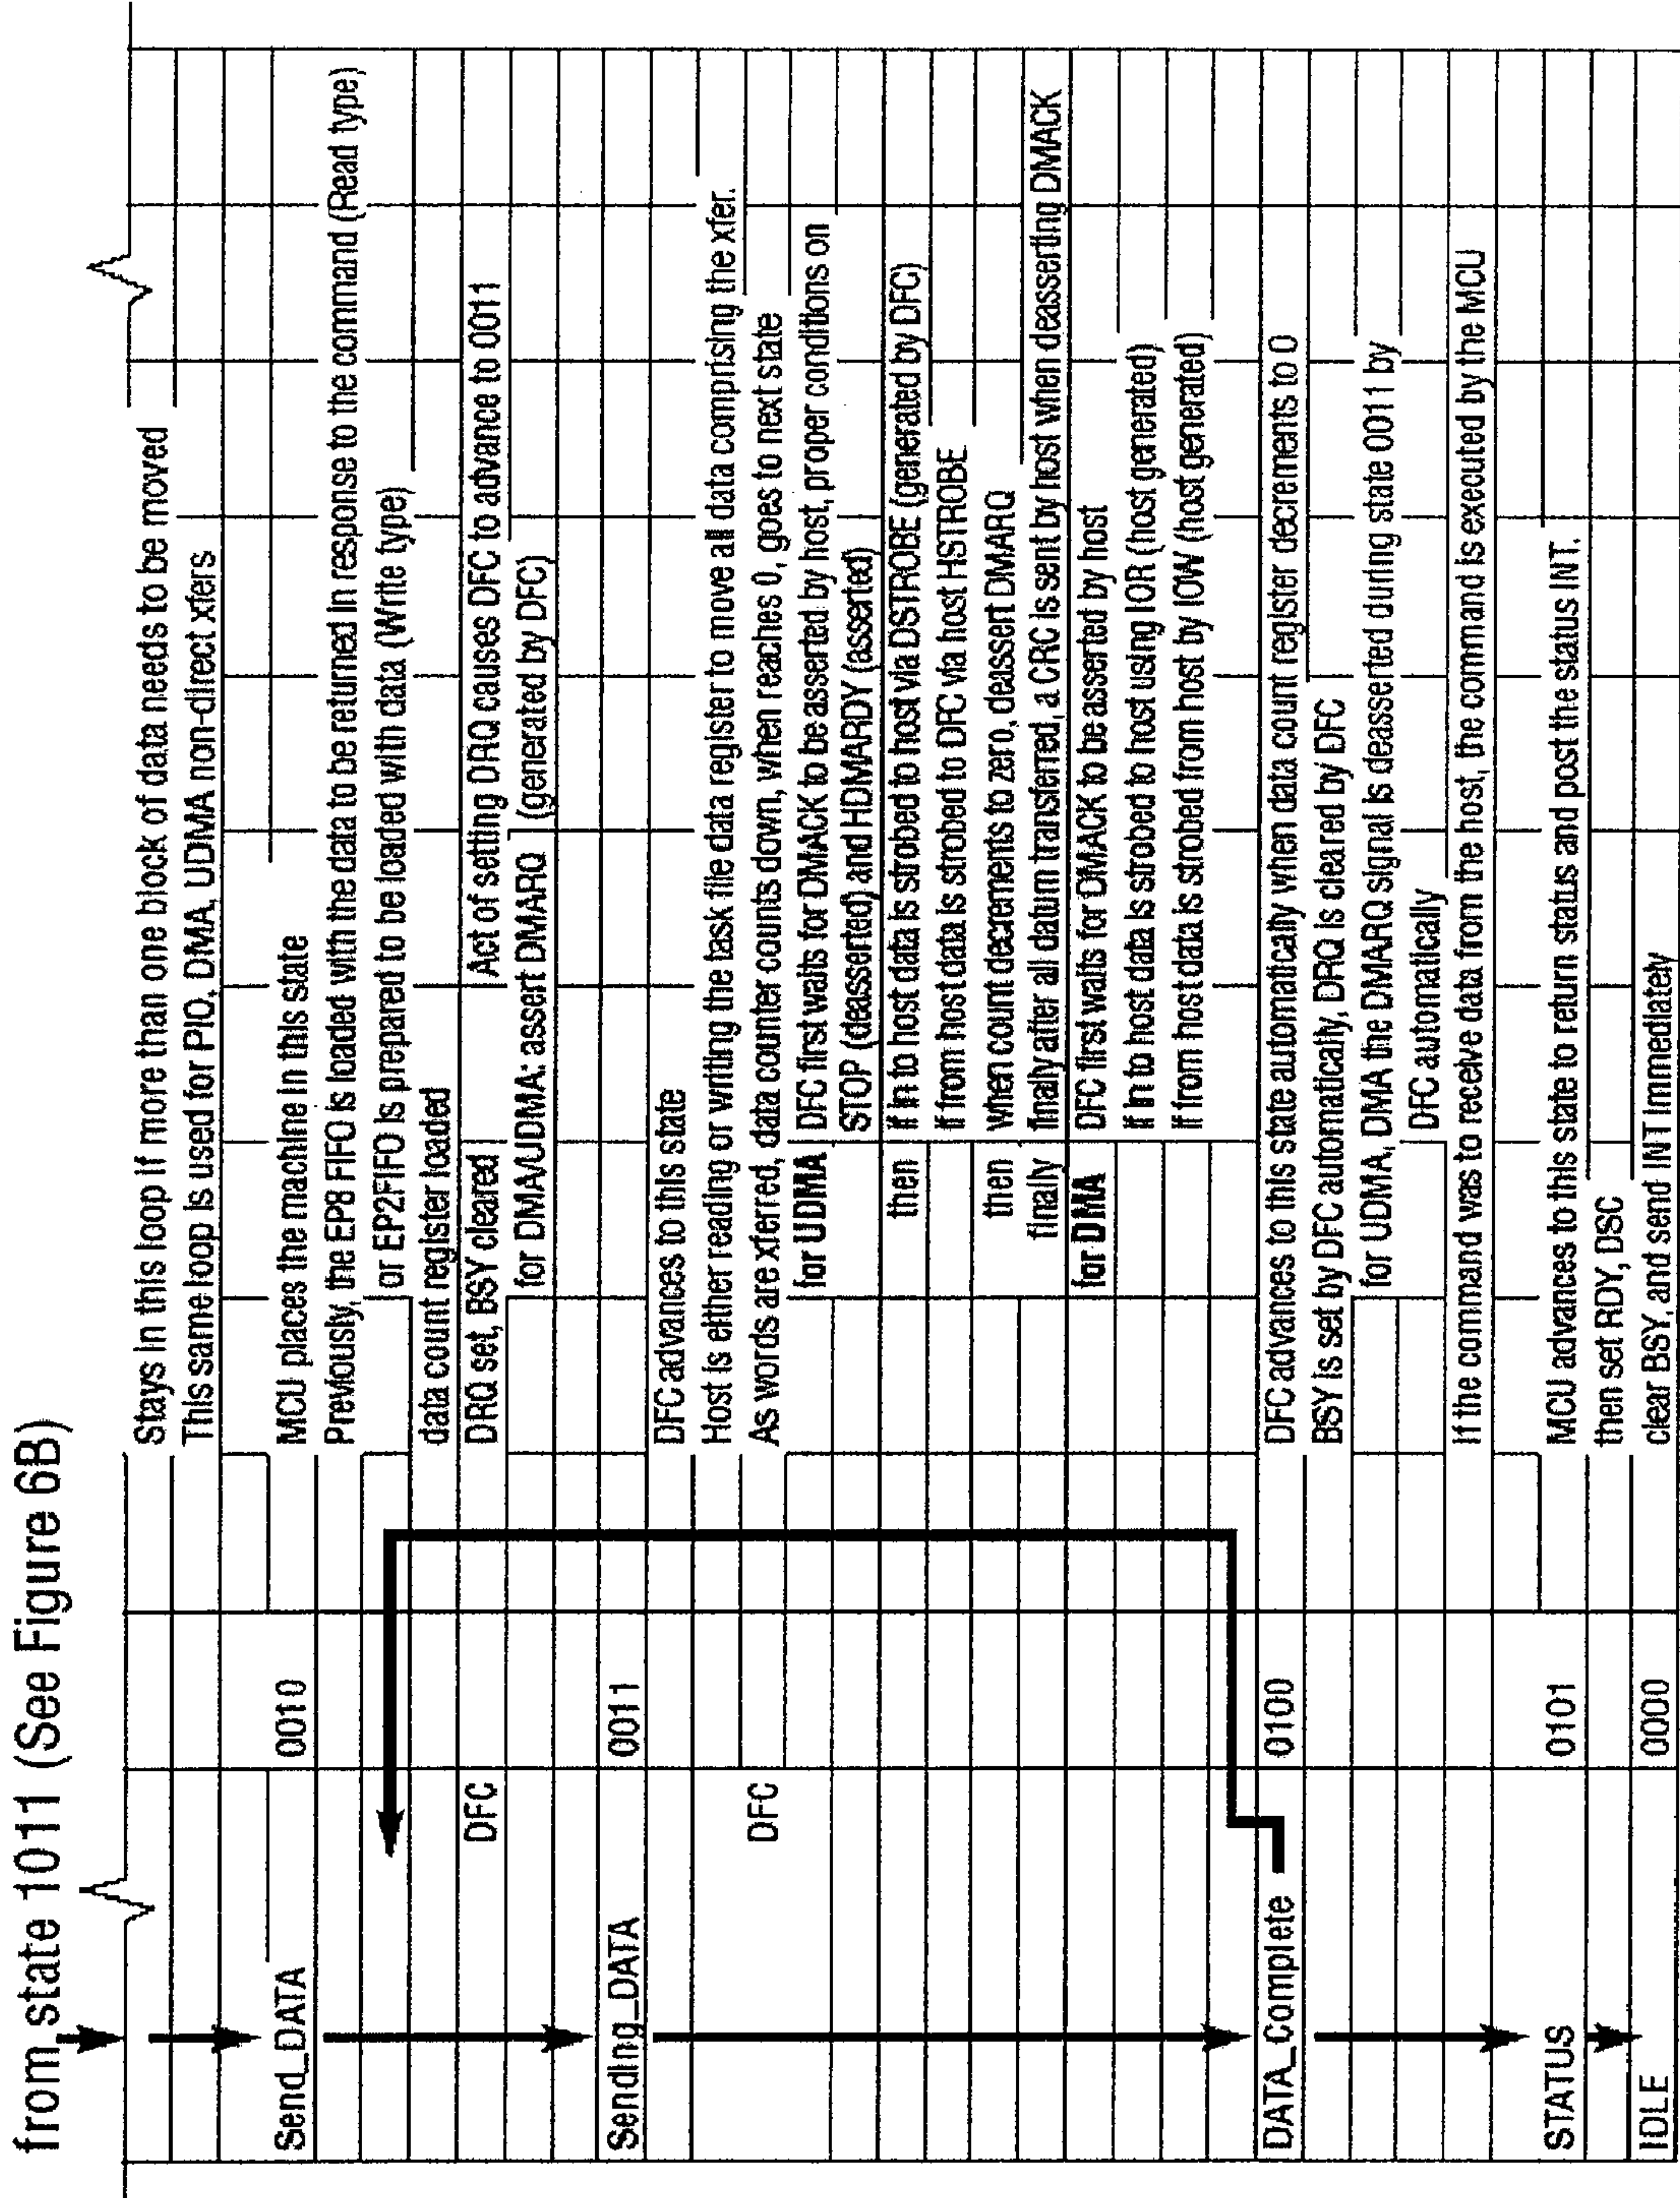 from state 1011 (See Figure 6B)
Stays in this loop if more than one block of data needs to be moved
This same loop is used for PIO, DMA, UDMA non-direct xfers
Send_DATA 0010 MCU places the machine in this state
Previously, the EP8 FIFO is loaded with the data to be returned in response to the command (Read type)
or EP2FIFO is prepared to be loaded with data (Write type)
data count register loaded
DFC DRQ set, BSY cleared Act of setting DRQ causes DFC to advance to 0011
for DMA/UDMA: assert DMARQ (generated by DFC)
Sending_DATA 0011
DFC advances to this state
Host is either reading or writing the task file data register to move all data comprising the xfer.
DFC As words are xferred, data counter counts down, when reaches 0, goes to next state
for UDMA DFC first waits for DMACK to be asserted by host, proper conditions on
STOP (deasserted) and HDMARDY (asserted)
then If in to host data is strobed to host via DSTROBE (generated by DFC)
If from host data is strobed to DFC via host HSTROBE
then When count decrements to zero, deassert DMARQ
finally finally after all datum transferred, a CRC is sent by host when deasserting DMACK
for DMA DFC first waits for DMACK to be asserted by host
If in to host data is strobed to host using IOR (host generated)
If from host data is strobed from host by IOW (host generated)
DATA_Complete 0100 DFC advances to this state automatically when data count register decrements to 0
BSY is set by DFC automatically, DRQ is cleared by DFC
for UDMA, DMA the DMARQ signal is deasserted during state 0011 by
DFC automatically
If the command was to receive data from the host, the command is executed by the MCU
STATUS 0101 MCU advances to this state to return status and post the status INT.
then set RDY, DSC
IDLE 0000 clear BSY, and send INT immediately